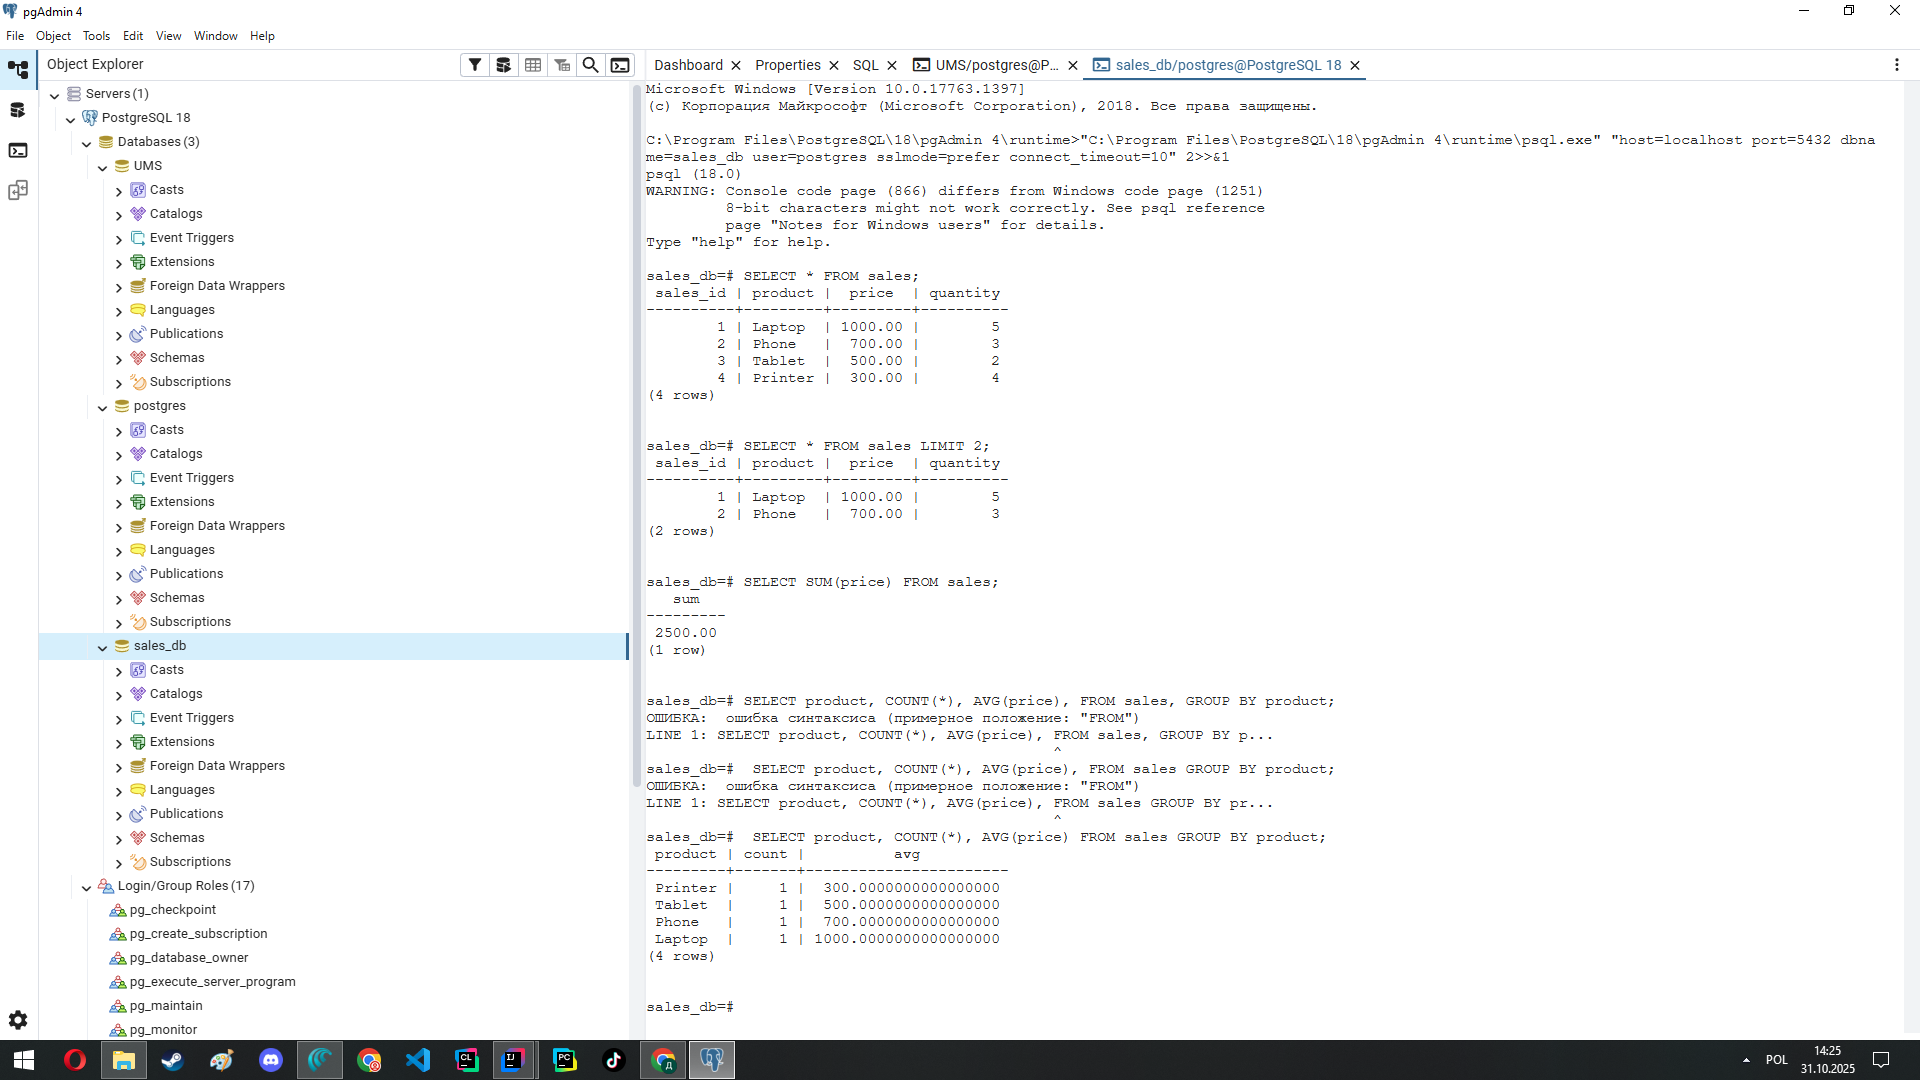 pgAdmin 4
File Object Tools Edit View Window Help
Object Explorer
Dashboard Properties SQL UMS/postgres@P... sales_db/postgres@PostgreSQL 18
Servers (1)
PostgreSQL 18
Databases (3)
UMS
Casts
Catalogs
Event Triggers
Extensions
Foreign Data Wrappers
Languages
Publications
Schemas
Subscriptions
postgres
Casts
Catalogs
Event Triggers
Extensions
Foreign Data Wrappers
Languages
Publications
Schemas
Subscriptions
sales_db
Casts
Catalogs
Event Triggers
Extensions
Foreign Data Wrappers
Languages
Publications
Schemas
Subscriptions
Login/Group Roles (17)
pg_checkpoint
pg_create_subscription
pg_database_owner
pg_execute_server_program
pg_maintain
pg_monitor
Microsoft Windows [Version 10.0.17763.1397]
(c) Корпорация Майкрософт (Microsoft Corporation), 2018. Все права защищены.
C:\Program Files\PostgreSQL\18\pgAdmin 4\runtime>"C:\Program Files\PostgreSQL\18\pgAdmin 4\runtime\psql.exe" "host=localhost port=5432 dbna
me=sales_db user=postgres sslmode=prefer connect_timeout=10" 2>>&1
psql (18.0)
WARNING: Console code page (866) differs from Windows code page (1251)
8-bit characters might not work correctly. See psql reference
page "Notes for Windows users" for details.
Type "help" for help.
sales_db=# SELECT * FROM sales;
sales_id | product | price | quantity
----------+---------+---------+----------
1 | Laptop | 1000.00 | 5
2 | Phone | 700.00 | 3
3 | Tablet | 500.00 | 2
4 | Printer | 300.00 | 4
(4 rows)
sales_db=# SELECT * FROM sales LIMIT 2;
sales_id | product | price | quantity
----------+---------+---------+----------
1 | Laptop | 1000.00 | 5
2 | Phone | 700.00 | 3
(2 rows)
sales_db=# SELECT SUM(price) FROM sales;
sum
---------
2500.00
(1 row)
sales_db=# SELECT product, COUNT(*), AVG(price), FROM sales, GROUP BY product;
ОШИБКА: ошибка синтаксиса (примерное положение: "FROM")
LINE 1: SELECT product, COUNT(*), AVG(price), FROM sales, GROUP BY p...
^
sales_db=# SELECT product, COUNT(*), AVG(price), FROM sales GROUP BY product;
ОШИБКА: ошибка синтаксиса (примерное положение: "FROM")
LINE 1: SELECT product, COUNT(*), AVG(price), FROM sales GROUP BY pr...
^
sales_db=# SELECT product, COUNT(*), AVG(price) FROM sales GROUP BY product;
product | count | avg
---------+-------+-----------------------
Printer | 1 | 300.0000000000000000
Tablet | 1 | 500.0000000000000000
Phone | 1 | 700.0000000000000000
Laptop | 1 | 1000.0000000000000000
(4 rows)
sales_db=#
CL
IJ
PC
Д
POL
14:25
31.10.2025